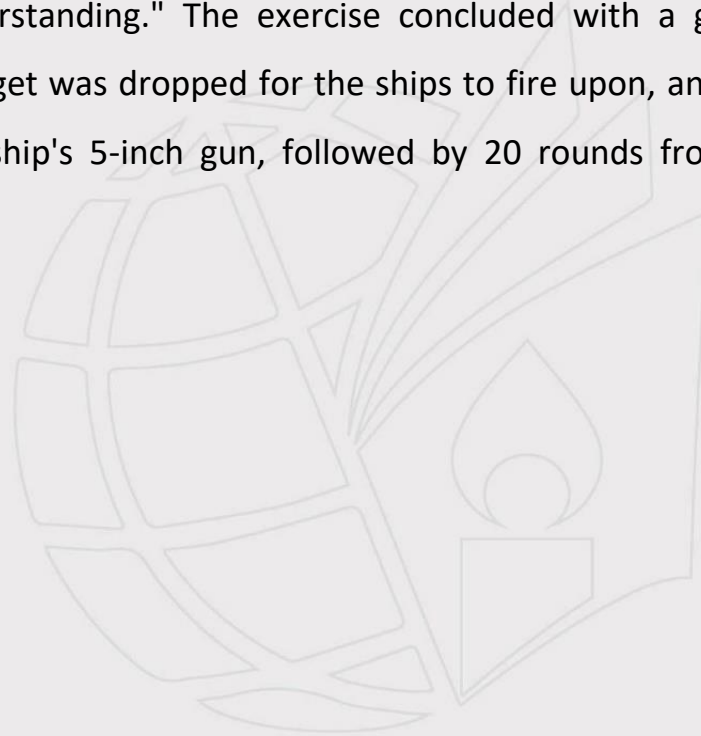 rstanding." The exercise concluded with a g
get was dropped for the ships to fire upon, an
ship's 5-inch gun, followed by 20 rounds fro